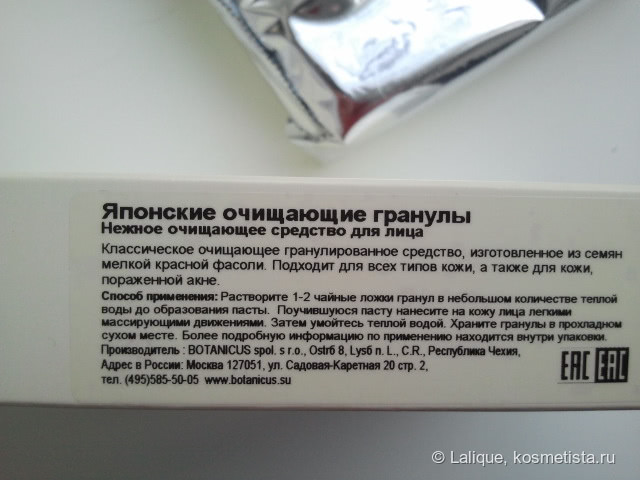 Японские очищающие гранулы
Нежное очищающее средство для лица
Классическое очищающее гранулированное средство, изготовленное из семян
мелкой красной фасоли. Подходит для всех типов кожи, а также для кожи,
пораженной акне.
Способ применения: Растворите 1-2 чайные ложки гранул в небольшом количестве теплой
воды до образования пасты. Получившуюся пасту нанесите на кожу лица легкими
массирующими движениями. Затем умойтесь теплой водой. Храните гранулы в прохладном
сухом месте. Более подробную информацию по применению находится внутри упаковки.
Производитель : BOTANICUS spol. s r.o., Ostrб 8, Lysб n. L., C.R., Республика Чехия,
Адрес в России: Москва 127051, ул. Садовая-Каретная 20 стр. 2,
тел. (495)585-50-05 www.botanicus.su
EAC EAC
© Lalique, kosmetista.ru